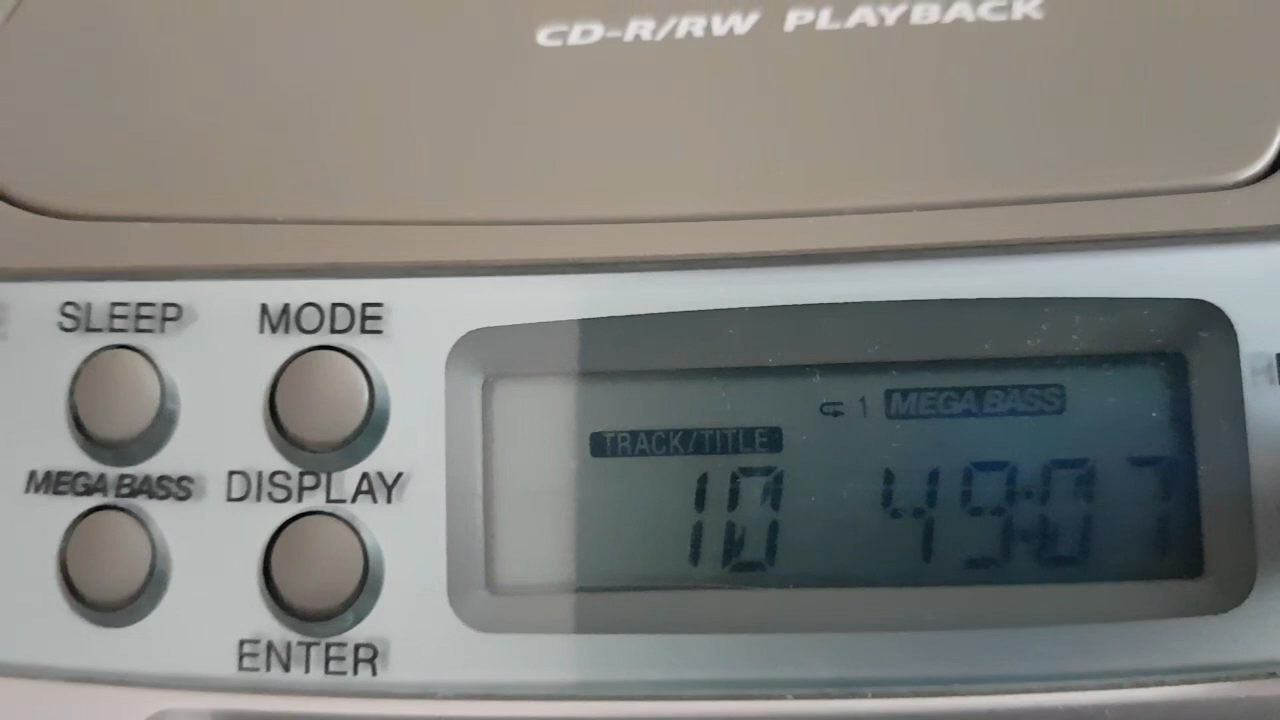 CD-R/RW PLAYBACK
SLEEP MODE
1 MEGA BASS
TRACK/TITLE
10 49:07
MEGA BASS DISPLAY
ENTER